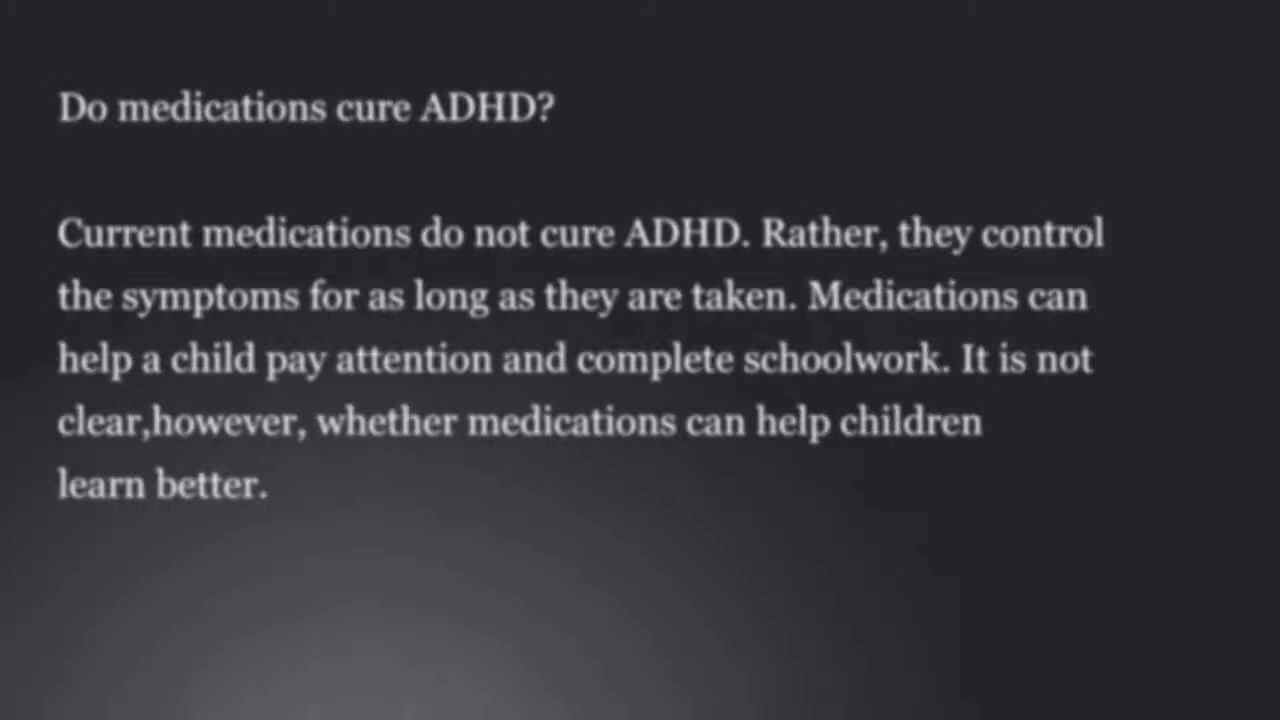 Do medications cure ADHD?
Current medications do not cure ADHD. Rather, they control
the symptoms for as long as they are taken. Medications can
help a child pay attention and complete schoolwork. It is not
clear,however, whether medications can help children
learn better.